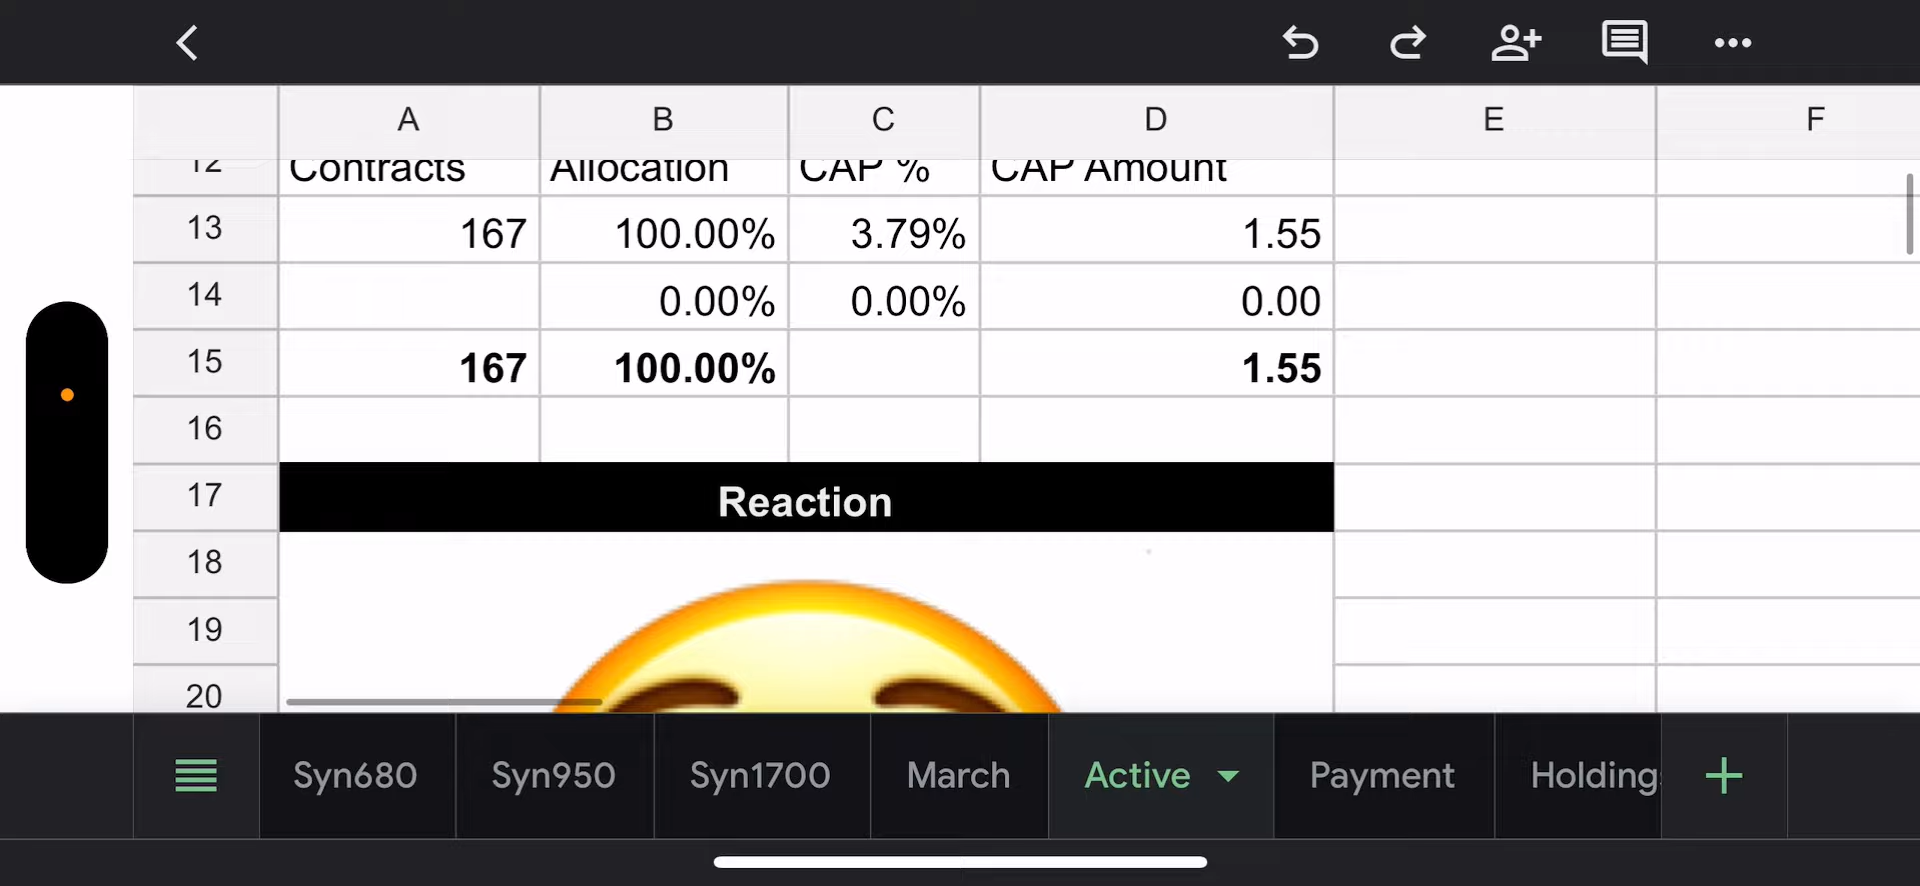 A B C D E F
12 Contracts Allocation CAP % CAP Amount
13 167 100.00% 3.79% 1.55
14 0.00% 0.00% 0.00
15 167 100.00% 1.55
16
17 Reaction
18
19
20
Syn680 Syn950 Syn1700 March Active Payment Holding